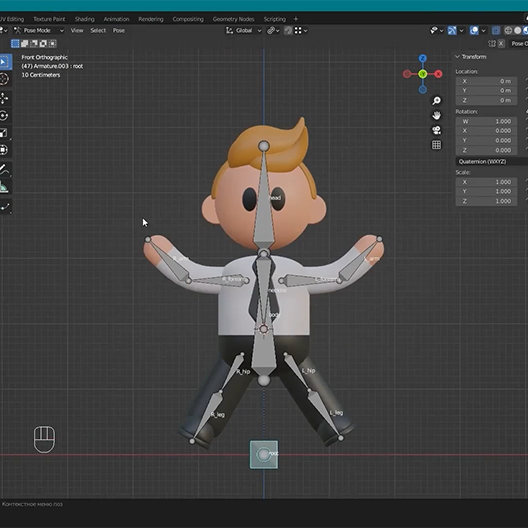 UV Editing Texture Paint Shading Animation Rendering Compositing Geometry Nodes Scripting +
Pose Mode View Select Pose Global
Pose O
Front Orthographic
(47) Armature.003 : root
10 Centimeters
Z
X
Transform
Location:
X 0 m
Y 0 m
Z 0 m
Rotation:
W 1.000
X 0.000
Y 0.000
Z 0.000
Quaternion (WXYZ)
Scale:
X 1.000
Y 1.000
Z 1.000
head
body
R_hip
L_hip
R_leg
L_leg
root
Контекстное меню поз